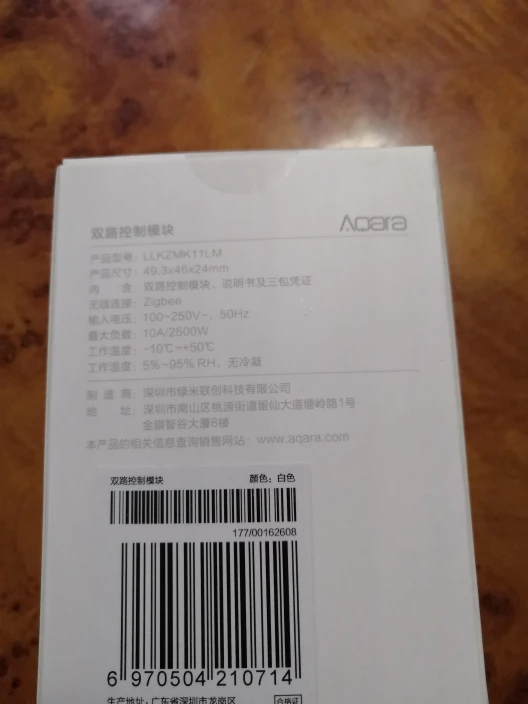 双路控制模块
Aqara
产品型号: LLKZMK11LM
产品尺寸: 49.3x46x24mm
内 含: 双路控制模块、说明书及三包凭证
无线连接: Zigbee
输入电压: 100~250V~, 50Hz
最大负载: 10A/2500W
工作温度: -10℃~+50℃
工作湿度: 5%~95% RH, 无冷凝
制 造 商: 深圳市绿米联创科技有限公司
地 址: 深圳市南山区桃源街道留仙大道塘岭路1号
金骐智谷大厦8楼
本产品的相关信息查询销售网站: www.aqara.com
双路控制模块 颜色: 白色
177/00162608
6 970504 210714
生产地址: 广东省深圳市龙岗区
合格证